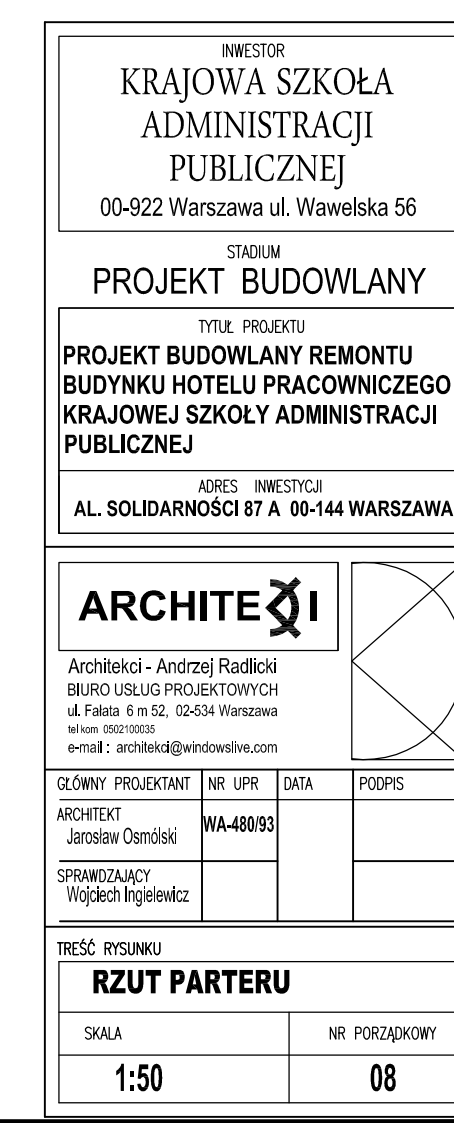 INWESTOR
KRAJOWA SZKOŁA
ADMINISTRACJI
PUBLICZNEJ
00-922 Warszawa ul. Wawelska 56
STADIUM
PROJEKT BUDOWLANY
TYTUŁ PROJEKTU
PROJEKT BUDOWLANY REMONTU
BUDYNKU HOTELU PRACOWNICZEGO
KRAJOWEJ SZKOŁY ADMINISTRACJI
PUBLICZNEJ
ADRES INWESTYCJI
AL. SOLIDARNOŚCI 87 A 00-144 WARSZAWA
ARCHITEKCI
Architekci - Andrzej Radlicki
BIURO USŁUG PROJEKTOWYCH
ul. Fałata 6 m 52, 02-534 Warszawa
tel kom 0502100035
e-mail : architekci@windowslive.com
GŁÓWNY PROJEKTANT NR UPR DATA PODPIS
ARCHITEKT
Jarosław Osmólski WA-480/93
SPRAWDZAJĄCY
Wojciech Ingielewicz
TREŚĆ RYSUNKU
RZUT PARTERU
SKALA NR PORZĄDKOWY
1:50 08